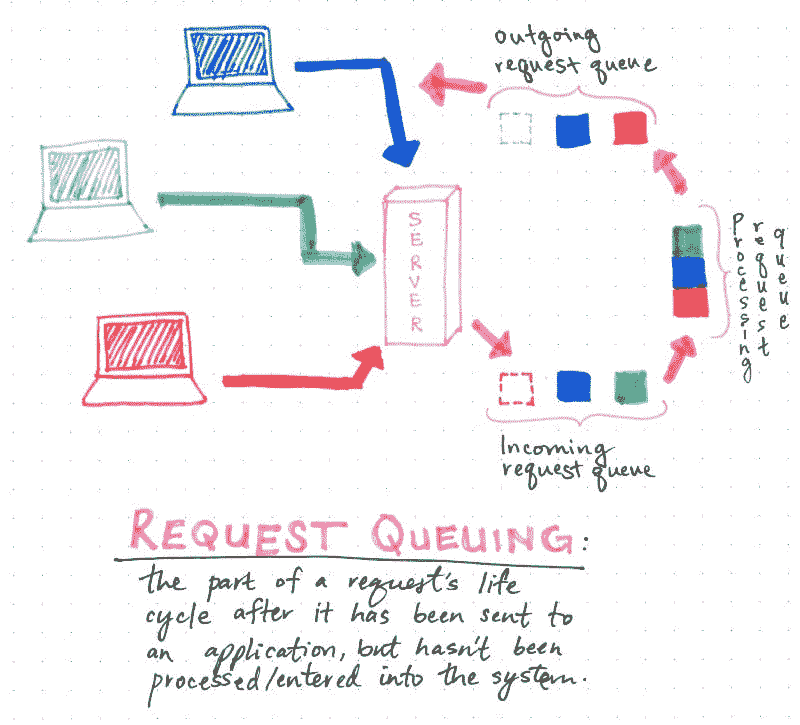 outgoing
request queue
SERVER
Processing
request
queue
Incoming
request queue
REQUEST QUEUING:
the part of a request's life
cycle after it has been sent to
an application, but hasn't been
processed/entered into the system.